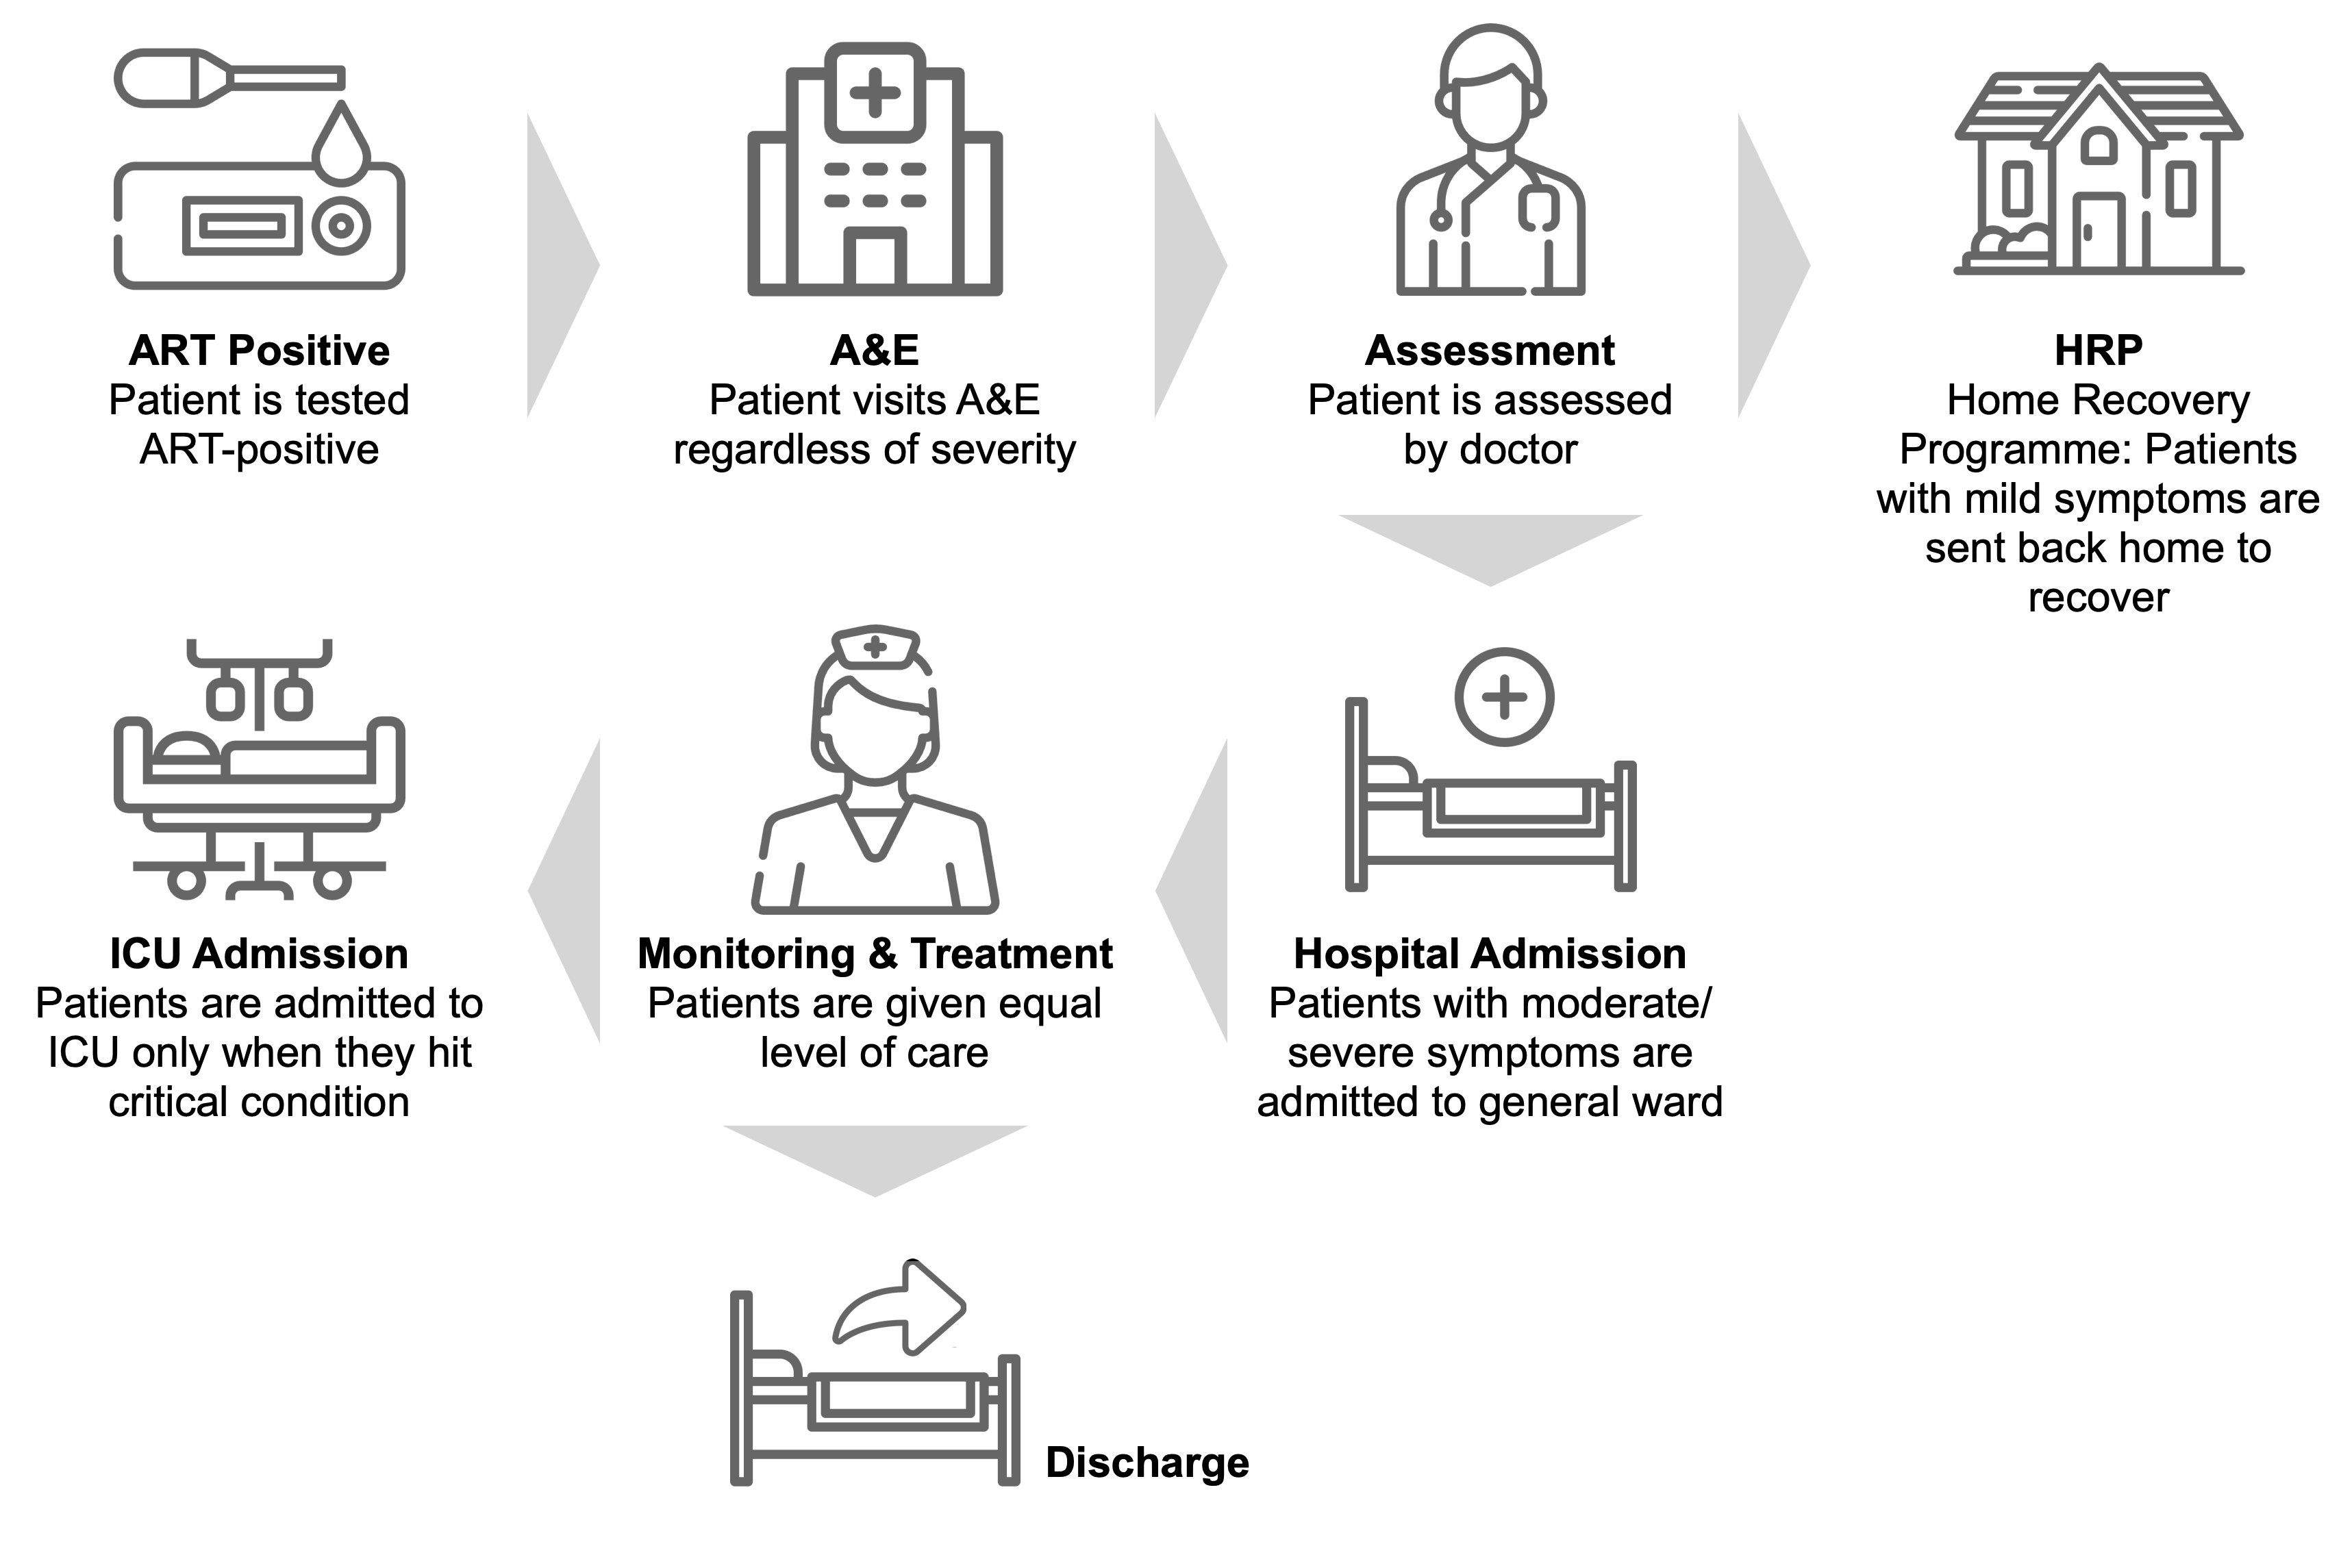 ART Positive
Patient is tested
ART-positive
A&E
Patient visits A&E
regardless of severity
Assessment
Patient is assessed
by doctor
HRP
Home Recovery
Programme: Patients
with mild symptoms are
sent back home to
recover
ICU Admission
Patients are admitted to
ICU only when they hit
critical condition
Monitoring & Treatment
Patients are given equal
level of care
Hospital Admission
Patients with moderate/
severe symptoms are
admitted to general ward
Discharge